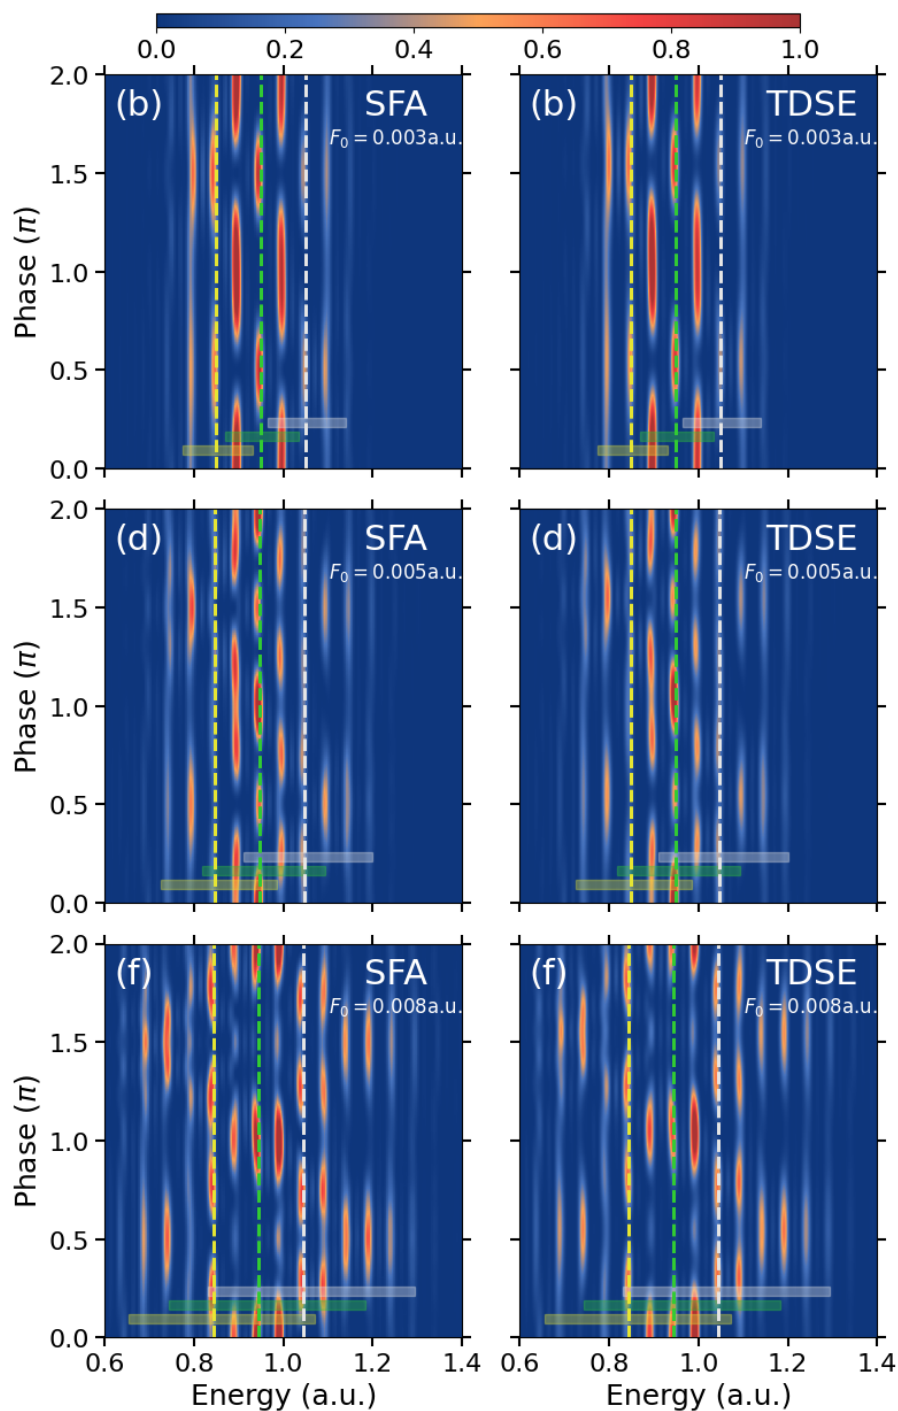 0.0 0.2 0.4 0.6 0.8 1.0
(b) SFA
F₀ = 0.003a.u.
(b) TDSE
F₀ = 0.003a.u.
2.0
1.5
1.0
0.5
0.0
Phase (π)
(d) SFA
F₀ = 0.005a.u.
(d) TDSE
F₀ = 0.005a.u.
2.0
1.5
1.0
0.5
0.0
Phase (π)
(f) SFA
F₀ = 0.008a.u.
(f) TDSE
F₀ = 0.008a.u.
2.0
1.5
1.0
0.5
0.0
Phase (π)
0.6 0.8 1.0 1.2 1.4 0.6 0.8 1.0 1.2 1.4
Energy (a.u.) Energy (a.u.)